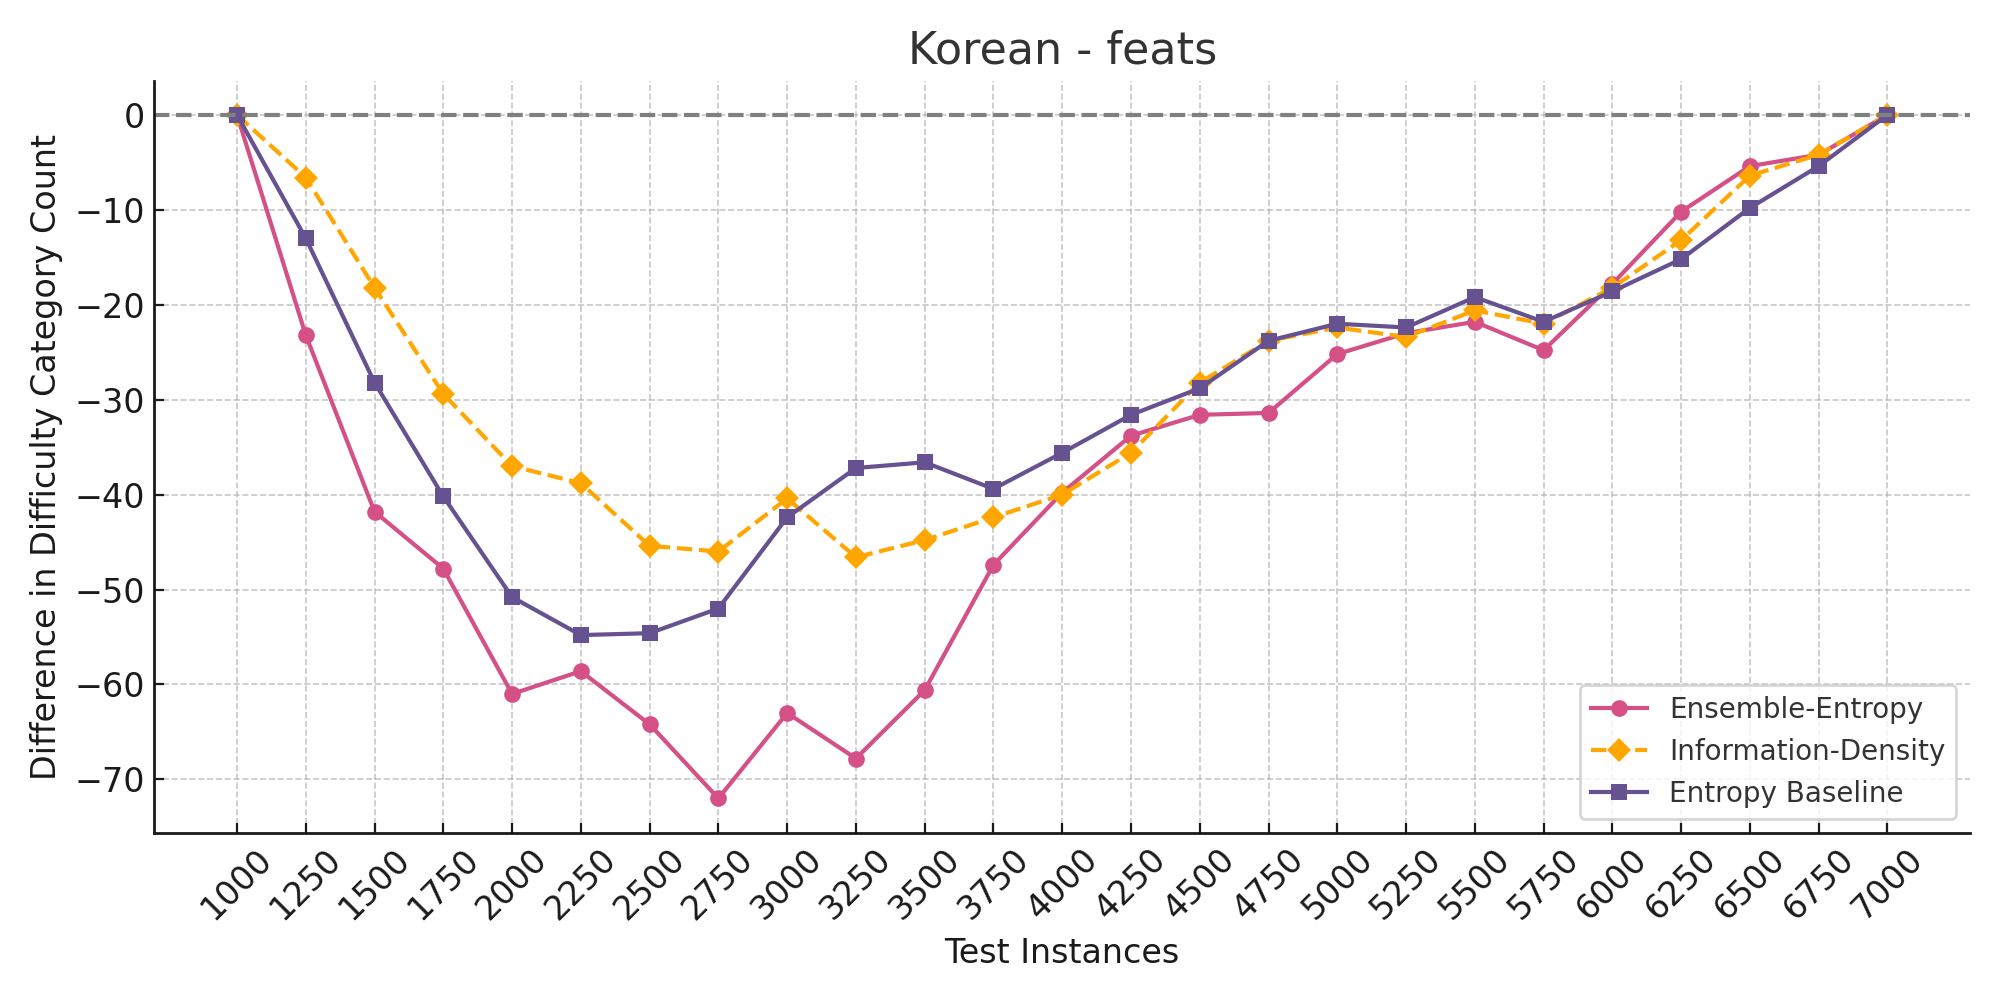 Korean - feats
Difference in Difficulty Category Count
0
−10
−20
−30
−40
−50
−60
−70
Ensemble-Entropy
Information-Density
Entropy Baseline
1000 1250 1500 1750 2000 2250 2500 2750 3000 3250 3500 3750 4000 4250 4500 4750 5000 5250 5500 5750 6000 6250 6500 6750 7000
Test Instances